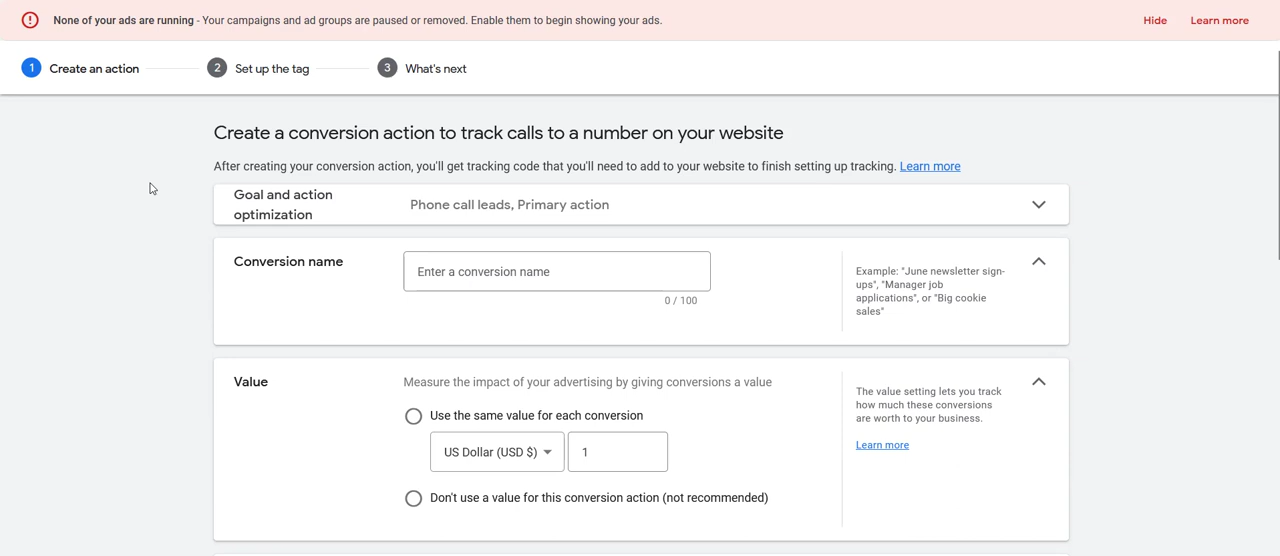 None of your ads are running - Your campaigns and ad groups are paused or removed. Enable them to begin showing your ads.
Hide
Learn more
1 Create an action
2 Set up the tag
3 What's next
Create a conversion action to track calls to a number on your website
After creating your conversion action, you'll get tracking code that you'll need to add to your website to finish setting up tracking. Learn more
Goal and action
optimization
Phone call leads, Primary action
Conversion name
Enter a conversion name
0 / 100
Example: "June newsletter sign-
ups", "Manager job
applications", or "Big cookie
sales"
Value
Measure the impact of your advertising by giving conversions a value
Use the same value for each conversion
US Dollar (USD $)
1
Don't use a value for this conversion action (not recommended)
The value setting lets you track
how much these conversions
are worth to your business.
Learn more